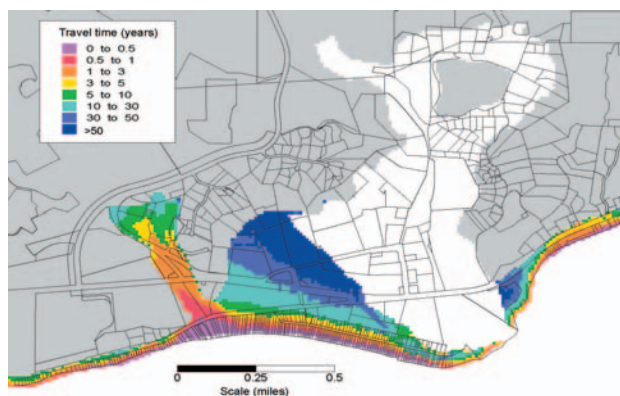 Travel time (years)
0 to 0.5
0.5 to 1
1 to 3
3 to 5
5 to 10
10 to 30
30 to 50
>50
0 0.25 0.5
Scale (miles)